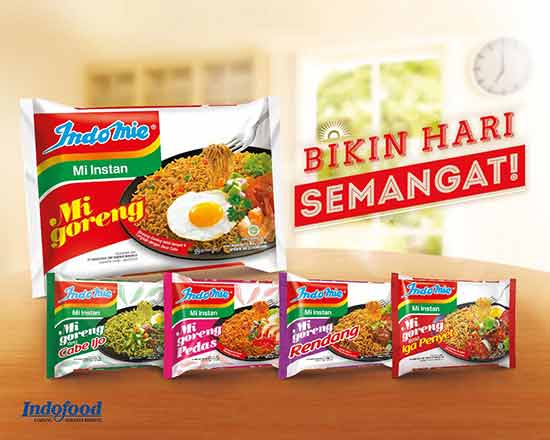 BIKIN HARI
SEMANGAT!
Indomie
Mi Instan
Mi
goreng
Indomie
Mi Instan
Mi
goreng
Cabe Ijo
Indomie
Mi Instan
Mi
goreng
Pedas
Indomie
Mi Instan
Mi
goreng
Rendang
Indomie
Mi Instan
Mi
goreng
Iga Penyet
Indofood